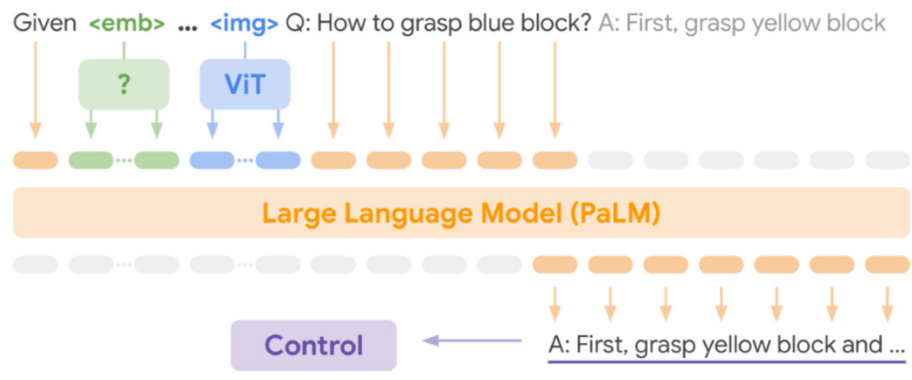 Given <emb> ... <img> Q: How to grasp blue block? A: First, grasp yellow block
? ViT
Large Language Model (PaLM)
Control A: First, grasp yellow block and ...